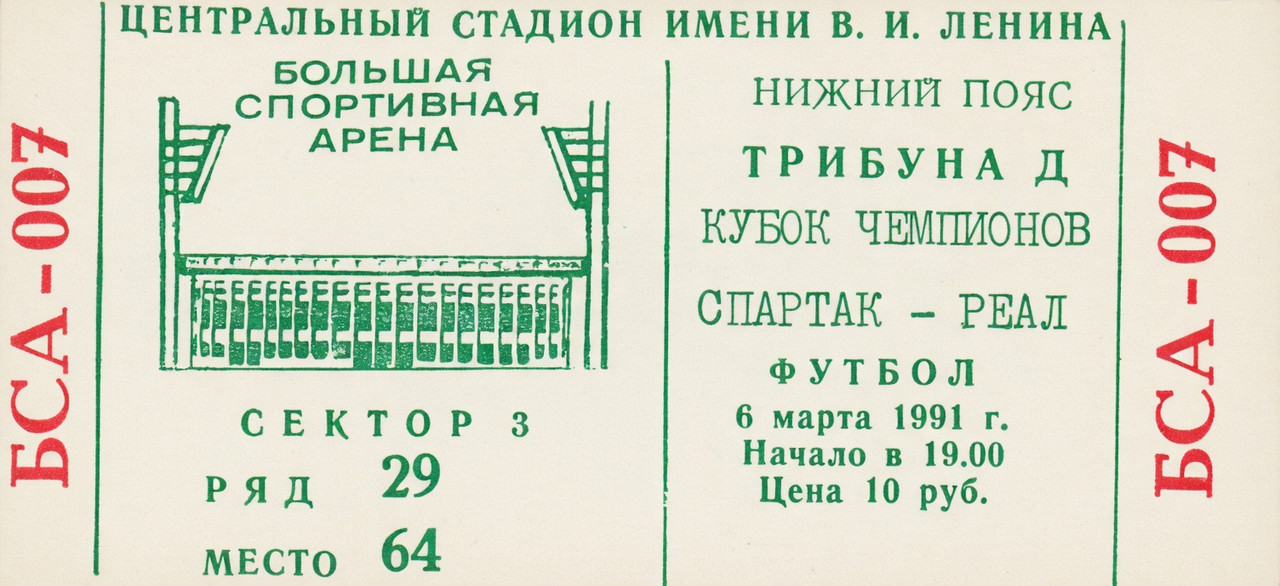 ЦЕНТРАЛЬНЫЙ СТАДИОН ИМЕНИ В. И. ЛЕНИНА
БСА-007
БОЛЬШАЯ
СПОРТИВНАЯ
АРЕНА
СЕКТОР 3
РЯД 29
МЕСТО 64
НИЖНИЙ ПОЯС
ТРИБУНА Д
КУБОК ЧЕМПИОНОВ
СПАРТАК – РЕАЛ
ФУТБОЛ
6 марта 1991 г.
Начало в 19.00
Цена 10 руб.
БСА-007